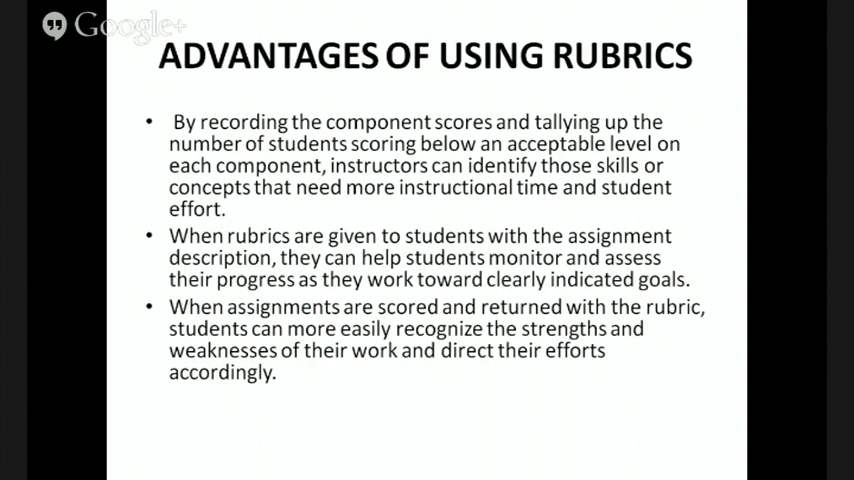 Google+
ADVANTAGES OF USING RUBRICS
• By recording the component scores and tallying up the
number of students scoring below an acceptable level on
each component, instructors can identify those skills or
concepts that need more instructional time and student
effort.
• When rubrics are given to students with the assignment
description, they can help students monitor and assess
their progress as they work toward clearly indicated goals.
• When assignments are scored and returned with the rubric,
students can more easily recognize the strengths and
weaknesses of their work and direct their efforts
accordingly.